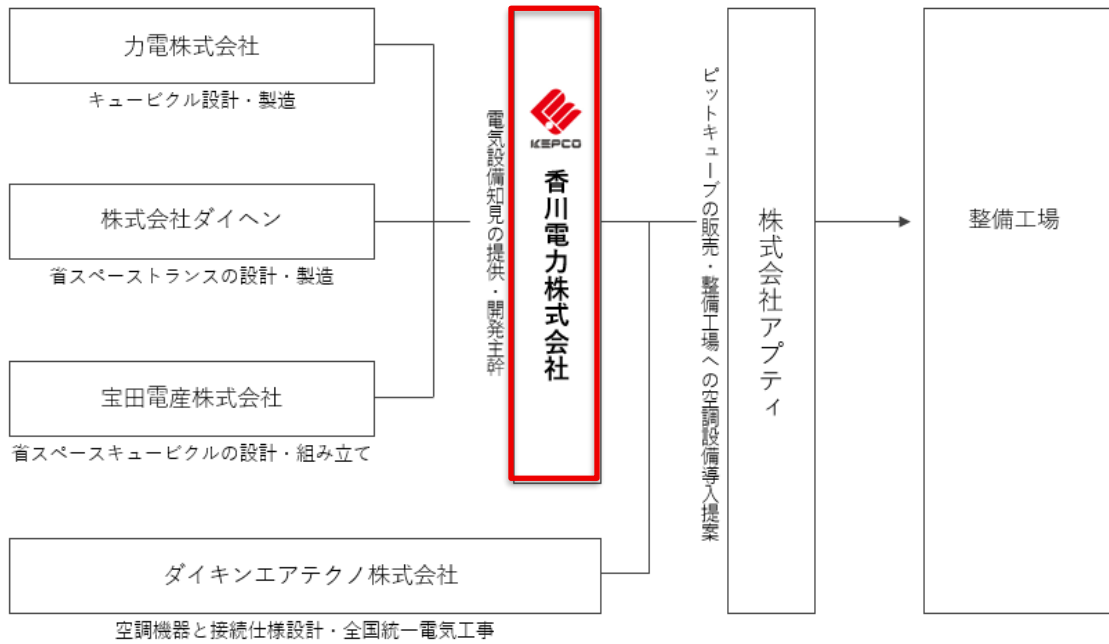 力電株式会社
キュービクル設計・製造
株式会社ダイヘン
省スペーストランスの設計・製造
宝田電産株式会社
省スペースキュービクルの設計・組み立て
電気設備知見の提供・開発主幹
KEPCO
香川電力株式会社
ダイキンエアテクノ株式会社
空調機器と接続仕様設計・全国統一電気工事
ピットキューブの販売・整備工場への空調設備導入提案
株式会社アプティ
整備工場